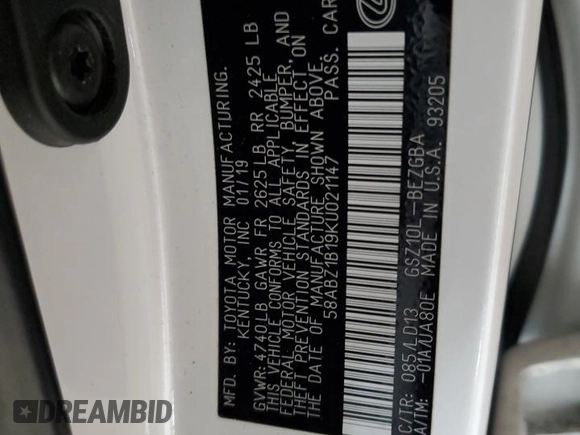 MFD. BY: TOYOTA MOTOR MANUFACTURING.
KENTUCKY, INC 01/19
GVWR: 4740LB GAWR FR 2625LB RR 2425 LB
THIS VEHICLE CONFORMS TO ALL APPLICABLE
FEDERAL MOTOR VEHICLE SAFETY, BUMPER, AND
THEFT PREVENTION STANDARDS IN EFFECT ON
THE DATE OF MANUFACTURE SHOWN ABOVE.
58ABZ1B19KU021147 PASS. CAR
C/TR: 085/LD13 GSZ10L-BEZGBA
A/TM: -01A/UA80E MADE IN U.S.A. 93205
DREAMBID